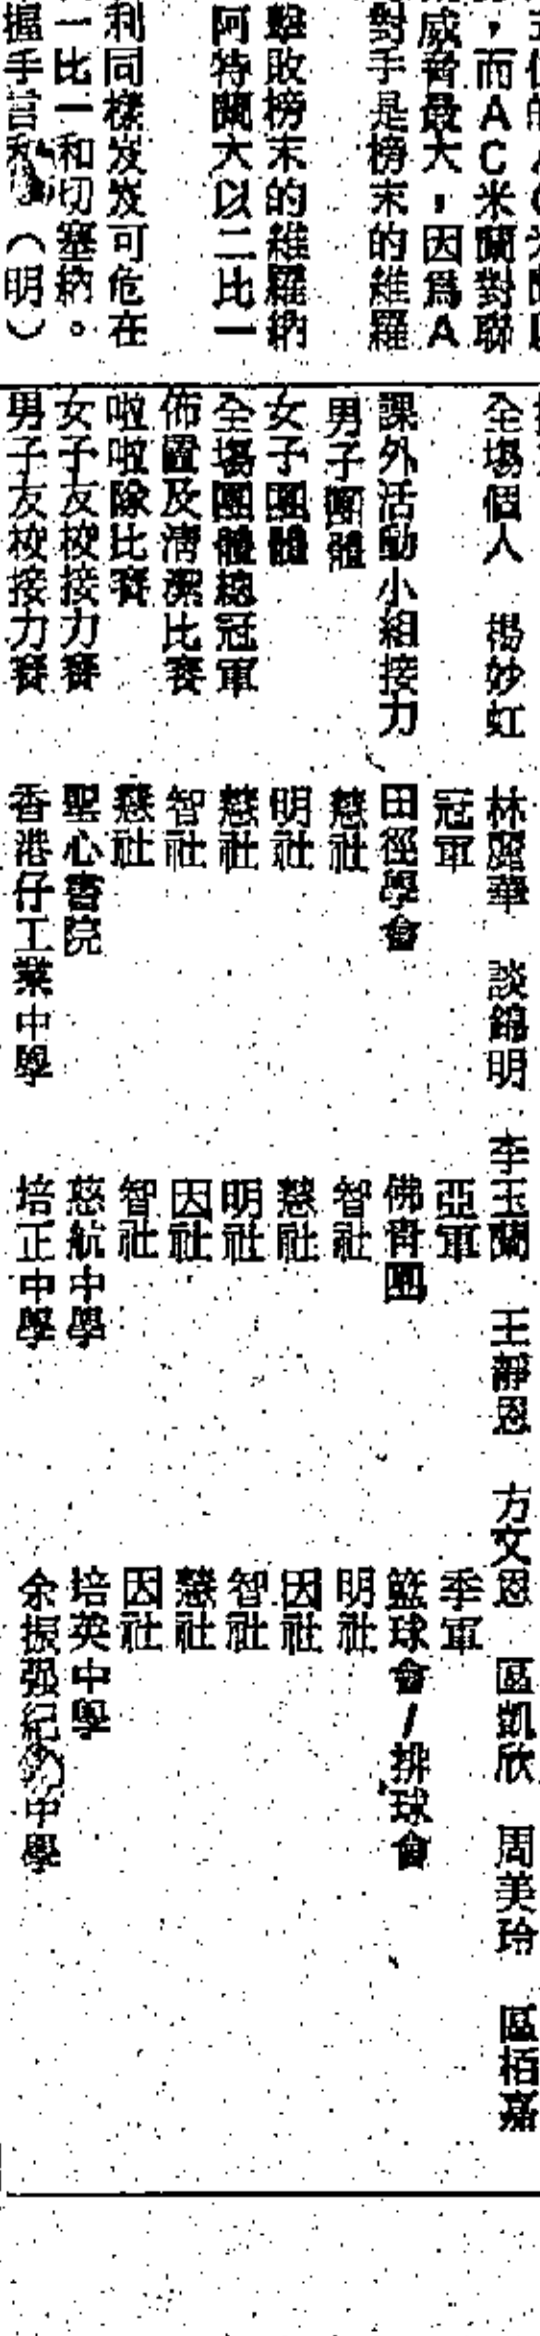 ，而AC米蘭對聯
威脅最大，因爲A
對手是榜末的維羅
擊敗榜末的維羅納
阿特蘭大以二比一
利同樣岌岌可危在
一比一和切塞納。
握手言和（明）
全場個人　楊妙虹　林麗華　談錦明　李玉蘭　王靜恩　方文恩　區凱欣　周美玲　區栢嘉
冠軍　亞軍　季軍
課外活動小組接力　田徑學會　佛青團　籃球會／排球會
男子團體　慧社　智社　明社
女子團體　明社　慧社　因社
全場團體總冠軍　慧社　明社　智社
佈置及清潔比賽　智社　因社　慧社
啦啦隊比賽　慧社　智社　因社
女子友校接力賽　聖心書院　慈航中學　培英中學
男子友校接力賽　香港仔工業中學　培正中學　余振强紀念中學